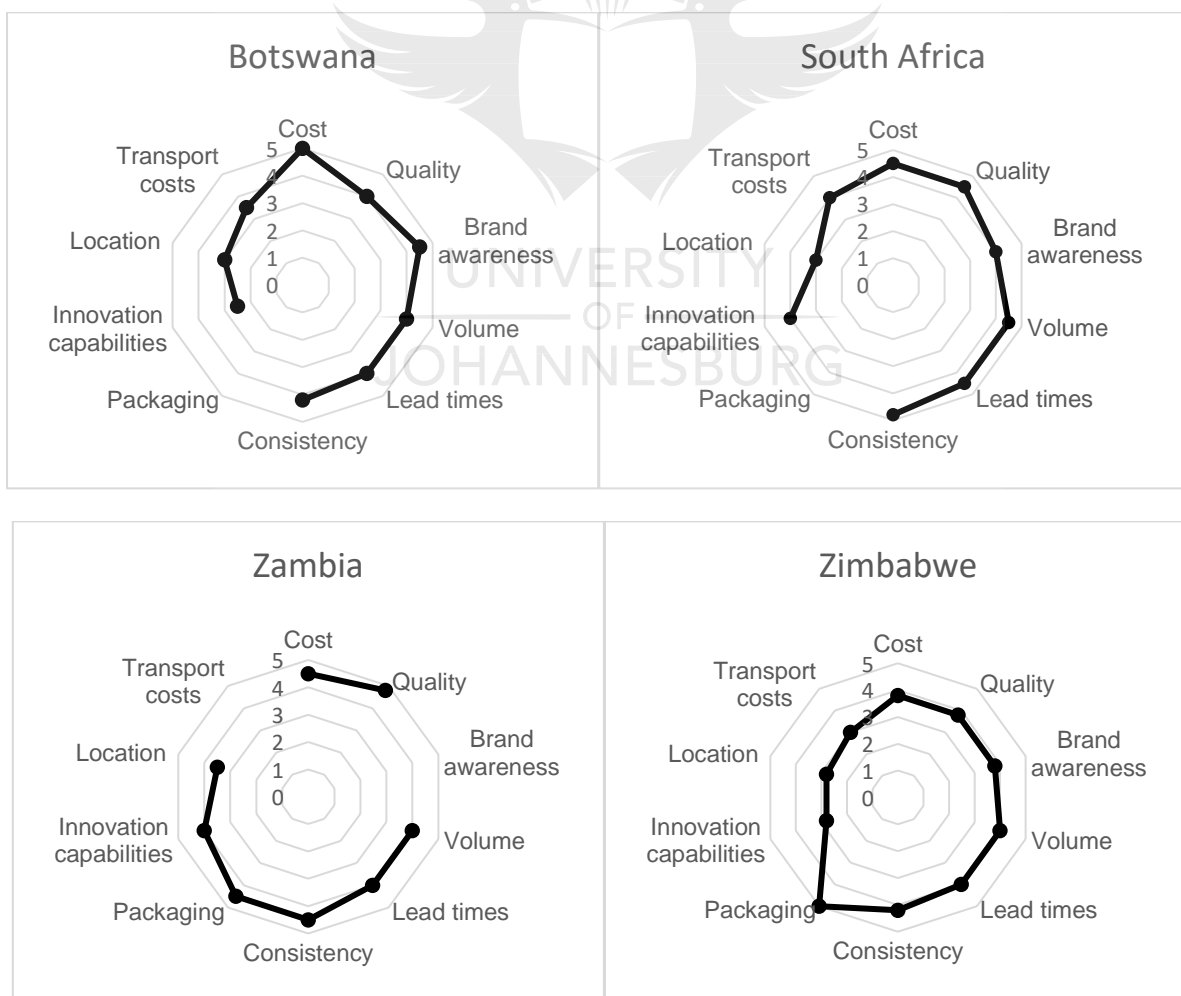 Botswana
Cost
Quality
Brand
awareness
Volume
Lead times
Consistency
Packaging
Innovation
capabilities
Location
Transport
costs
5
4
3
2
1
0
South Africa
Cost
Quality
Brand
awareness
Volume
Lead times
Consistency
Packaging
Innovation
capabilities
Location
Transport
costs
5
4
3
2
1
0
UNIVERSITY
OF
JOHANNESBURG
Zambia
Cost
Quality
Brand
awareness
Volume
Lead times
Consistency
Packaging
Innovation
capabilities
Location
Transport
costs
5
4
3
2
1
0
Zimbabwe
Cost
Quality
Brand
awareness
Volume
Lead times
Consistency
Packaging
Innovation
capabilities
Location
Transport
costs
5
4
3
2
1
0